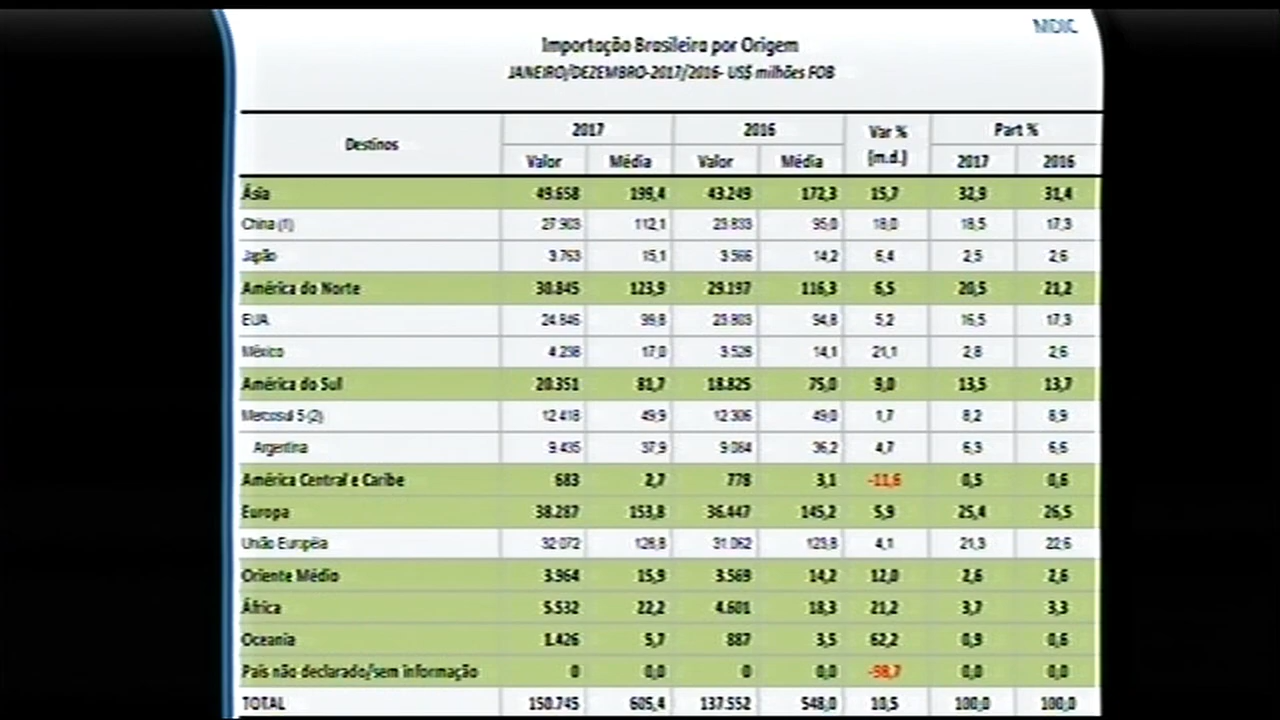 MDIC
Importação Brasileira por Origem
JANEIRO/DEZEMBRO-2017/2016- US$ milhões FOB
Destinos 2017 2016 Var % (m.d.) Part %
Valor Média Valor Média 2017 2016
Ásia 49.658 199,4 43.249 172,3 15,7 32,9 31,4
China (1) 27.903 112,1 23.833 95,0 18,0 18,5 17,3
Japão 3.763 15,1 3.566 14,2 6,4 2,5 2,6
América do Norte 30.845 123,9 29.197 116,3 6,5 20,5 21,2
EUA 24.846 99,8 23.803 94,8 5,2 16,5 17,3
México 4.238 17,0 3.528 14,1 21,1 2,8 2,6
América do Sul 20.351 81,7 18.825 75,0 9,0 13,5 13,7
Mercosul 5 (2) 12.418 49,9 12.306 49,0 1,7 8,2 8,9
Argentina 9.435 37,9 9.084 36,2 4,7 6,3 6,6
América Central e Caribe 683 2,7 778 3,1 -11,6 0,5 0,6
Europa 38.287 153,8 36.447 145,2 5,9 25,4 26,5
União Européia 32.072 128,8 31.062 123,8 4,1 21,3 22,6
Oriente Médio 3.964 15,9 3.569 14,2 12,0 2,6 2,6
África 5.532 22,2 4.601 18,3 21,2 3,7 3,3
Oceania 1.426 5,7 887 3,5 62,2 0,9 0,6
País não declarado/sem informação 0 0,0 0 0,0 -98,7 0,0 0,0
TOTAL 150.745 605,4 137.552 548,0 10,5 100,0 100,0